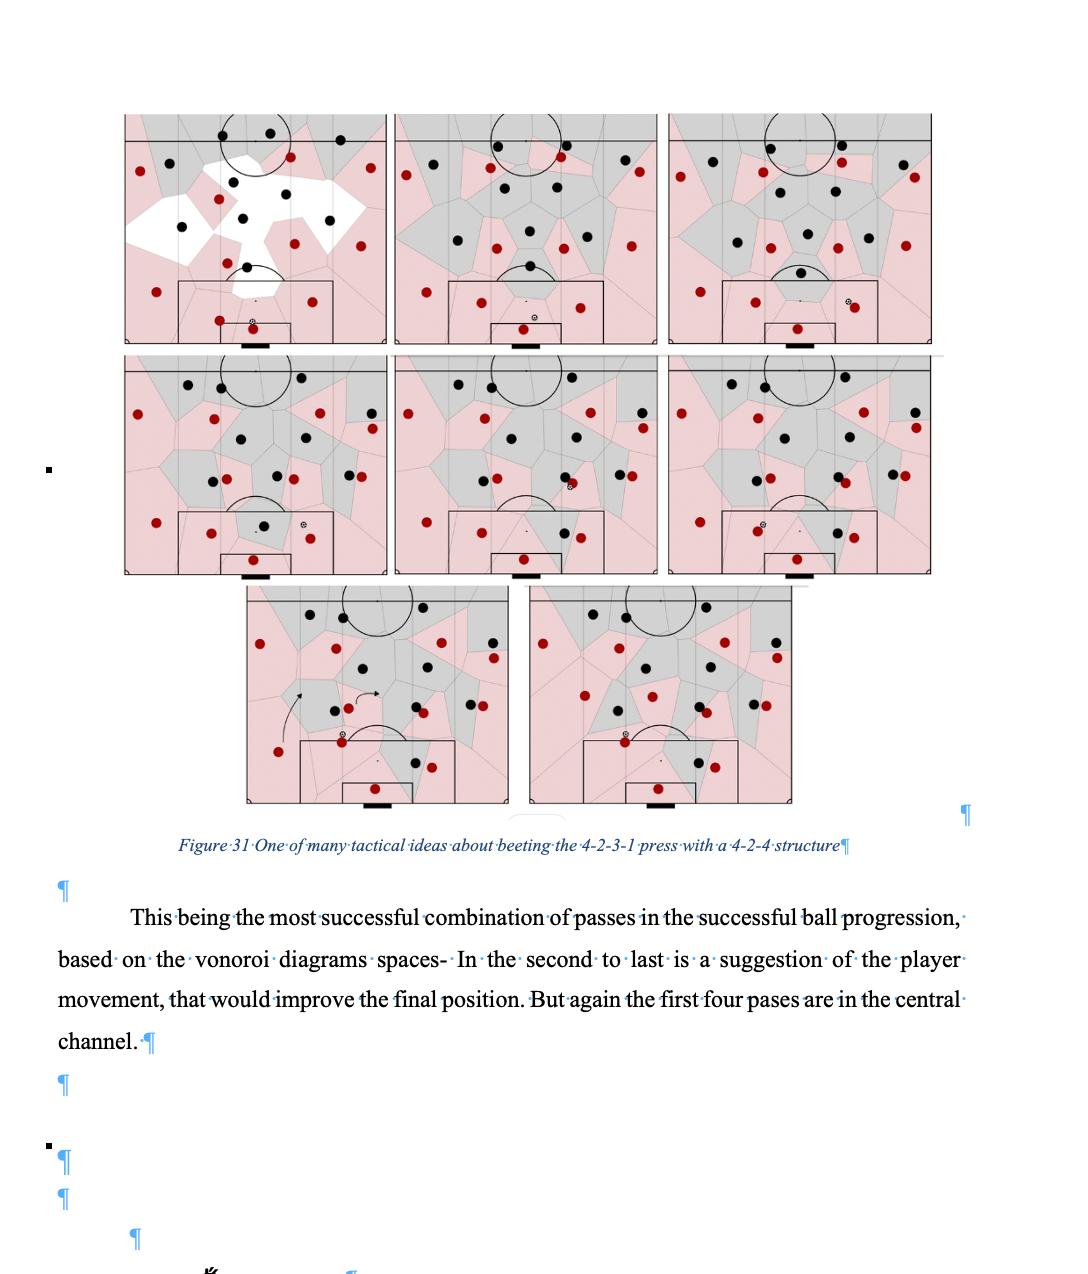 Figure 31 One of many tactical ideas about beeting the 4-2-3-1 press with a 4-2-4 structure
This being the most successful combination of passes in the successful ball progression,
based on the vonoroi diagrams spaces- In the second to last is a suggestion of the player
movement, that would improve the final position. But again the first four pases are in the central
channel.